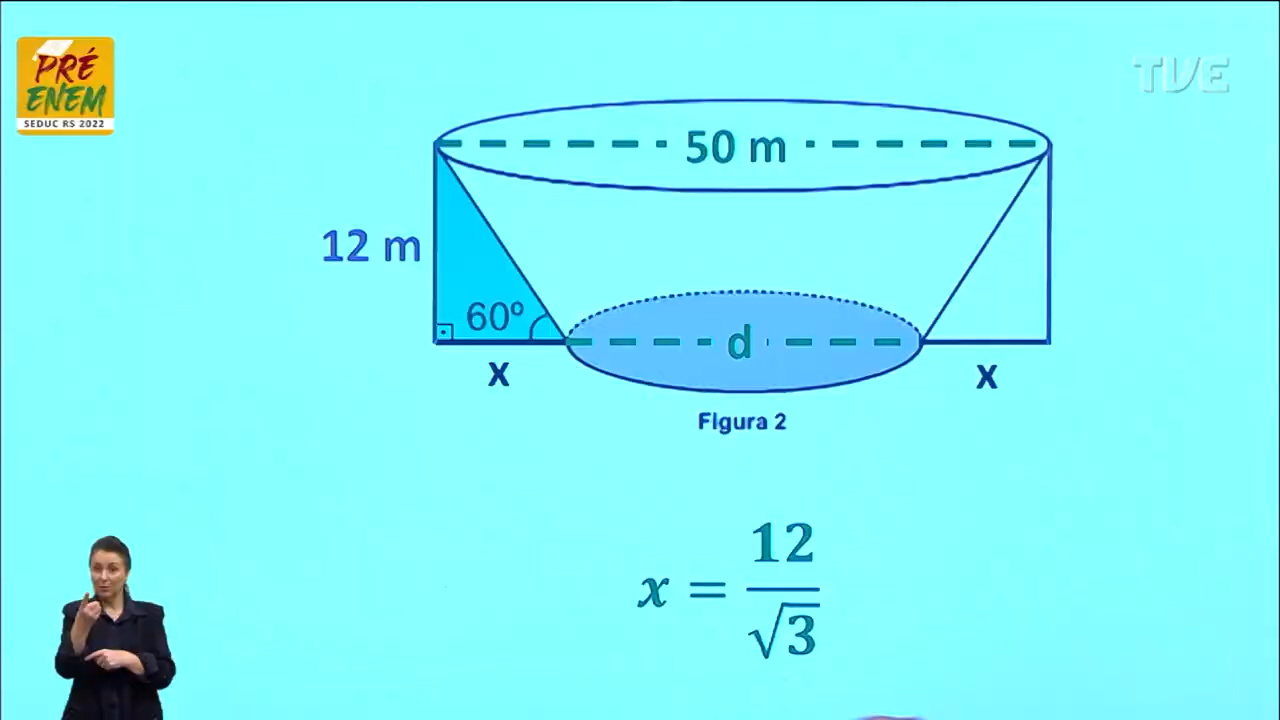 PRÉ
ENEM
SEDUC RS 2022
TVE
50 m
12 m
60º
d
x
x
Figura 2
x = 12/√3